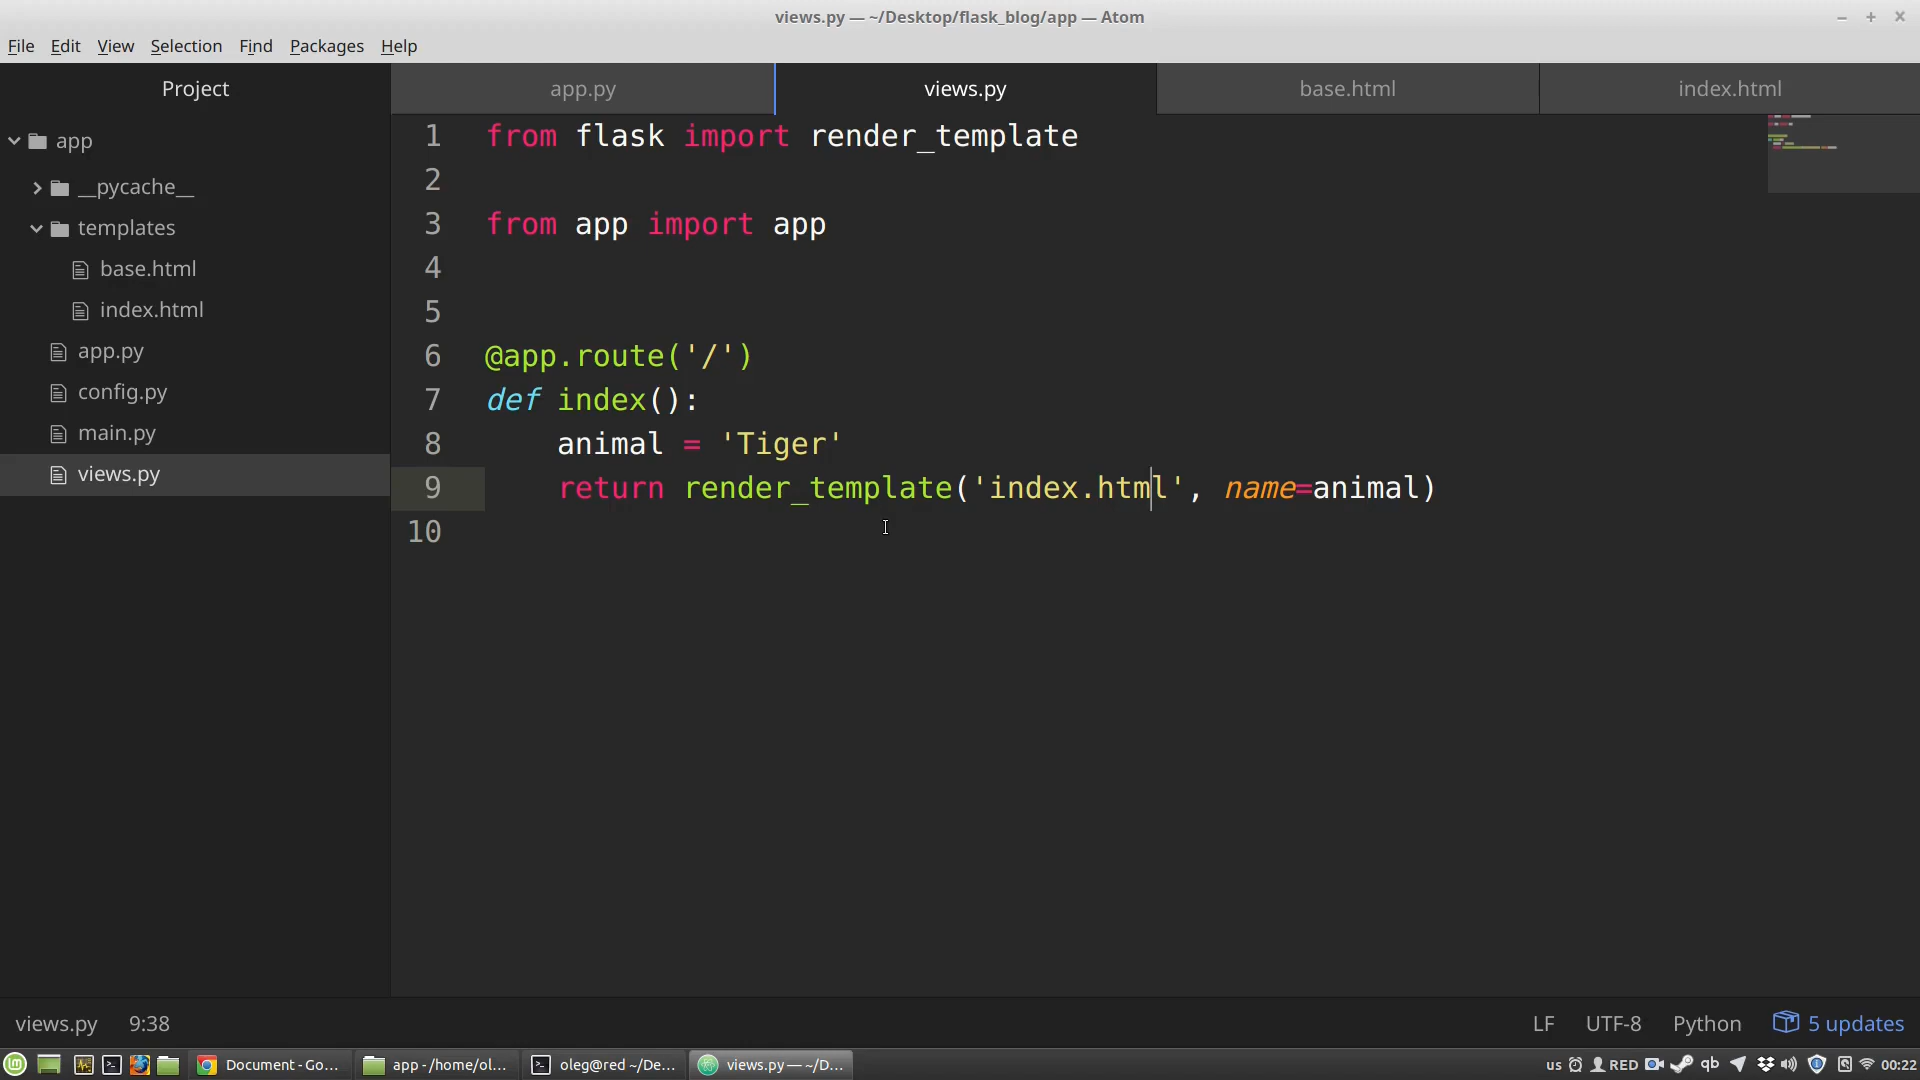 views.py — ~/Desktop/flask_blog/app — Atom
File Edit View Selection Find Packages Help
Project
app
__pycache__
templates
base.html
index.html
app.py
config.py
main.py
views.py
app.py views.py base.html index.html
1 from flask import render_template
2
3 from app import app
4
5
6 @app.route('/')
7 def index():
8     animal = 'Tiger'
9     return render_template('index.html', name=animal)
10
views.py 9:38 LF UTF-8 Python 5 updates
Document - Go... app - /home/ol... oleg@red ~/De... views.py — ~/D... us RED qb 00:22